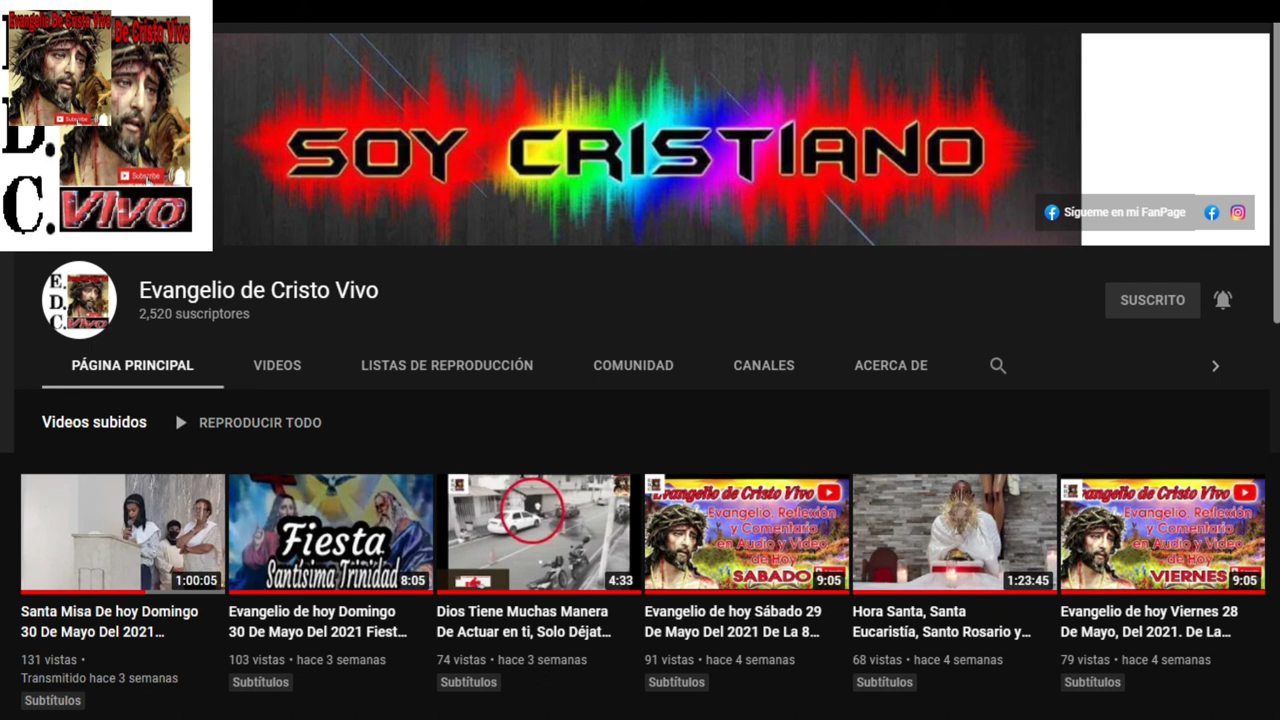 Evangelio De Cristo Vivo
De Cristo Vivo
Subscribe
D.
Subscribe
C. Vivo
SOY CRISTIANO
Sígueme en mi FanPage
E.
D.
C. Vivo
Evangelio de Cristo Vivo
2,520 suscriptores
SUSCRITO
PÁGINA PRINCIPAL VIDEOS LISTAS DE REPRODUCCIÓN COMUNIDAD CANALES ACERCA DE
Videos subidos REPRODUCIR TODO
1:00:05
Santa Misa De hoy Domingo
30 De Mayo Del 2021...
131 vistas •
Transmitido hace 3 semanas
Subtítulos
Fiesta
Santísima Trinidad
8:05
Evangelio de hoy Domingo
30 De Mayo Del 2021 Fiest...
103 vistas • hace 3 semanas
Subtítulos
4:33
Dios Tiene Muchas Manera
De Actuar en ti, Solo Déjat...
74 vistas • hace 3 semanas
Subtítulos
Evangelio de Cristo Vivo
Evangelio, Reflexión
y Comentario
en Audio y Video
de Hoy
SABADO
9:05
Evangelio de hoy Sábado 29
De Mayo Del 2021 De La 8...
91 vistas • hace 4 semanas
Subtítulos
1:23:45
Hora Santa, Santa
Eucaristía, Santo Rosario y...
68 vistas • hace 4 semanas
Subtítulos
Evangelio de Cristo Vivo
Evangelio, Reflexión
y Comentario
en Audio y Video
de Hoy
VIERNES
9:05
Evangelio de hoy Viernes 28
De Mayo, Del 2021. De La...
79 vistas • hace 4 semanas
Subtítulos